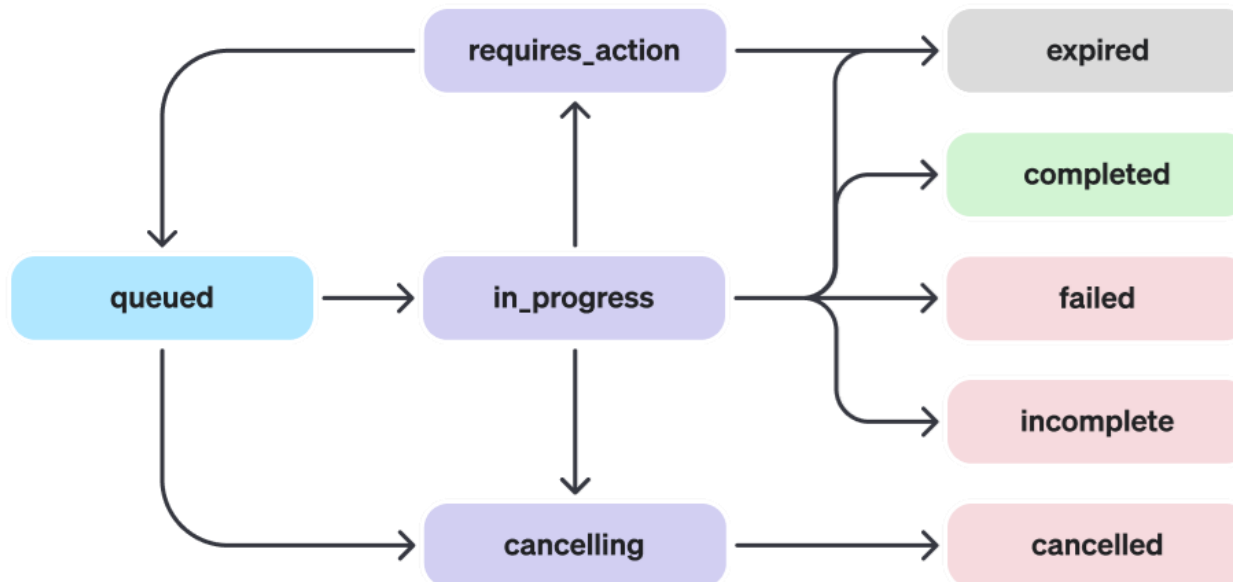 requires_action
expired
completed
queued
in_progress
failed
incomplete
cancelling
cancelled